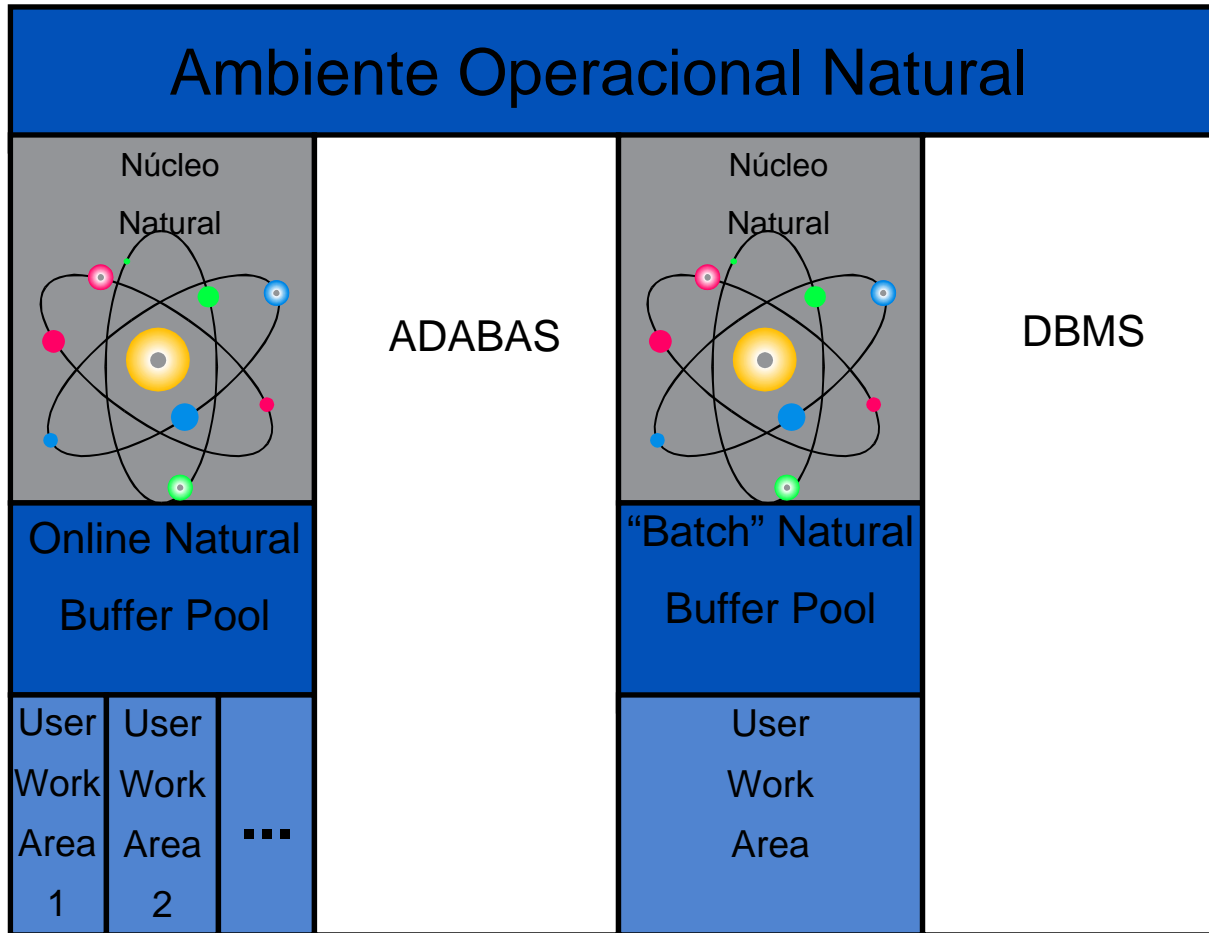 Ambiente Operacional Natural
Núcleo
Natural
ADABAS
Núcleo
Natural
DBMS
Online Natural
Buffer Pool
“Batch” Natural
Buffer Pool
User
Work
Area
1
User
Work
Area
2
...
User
Work
Area